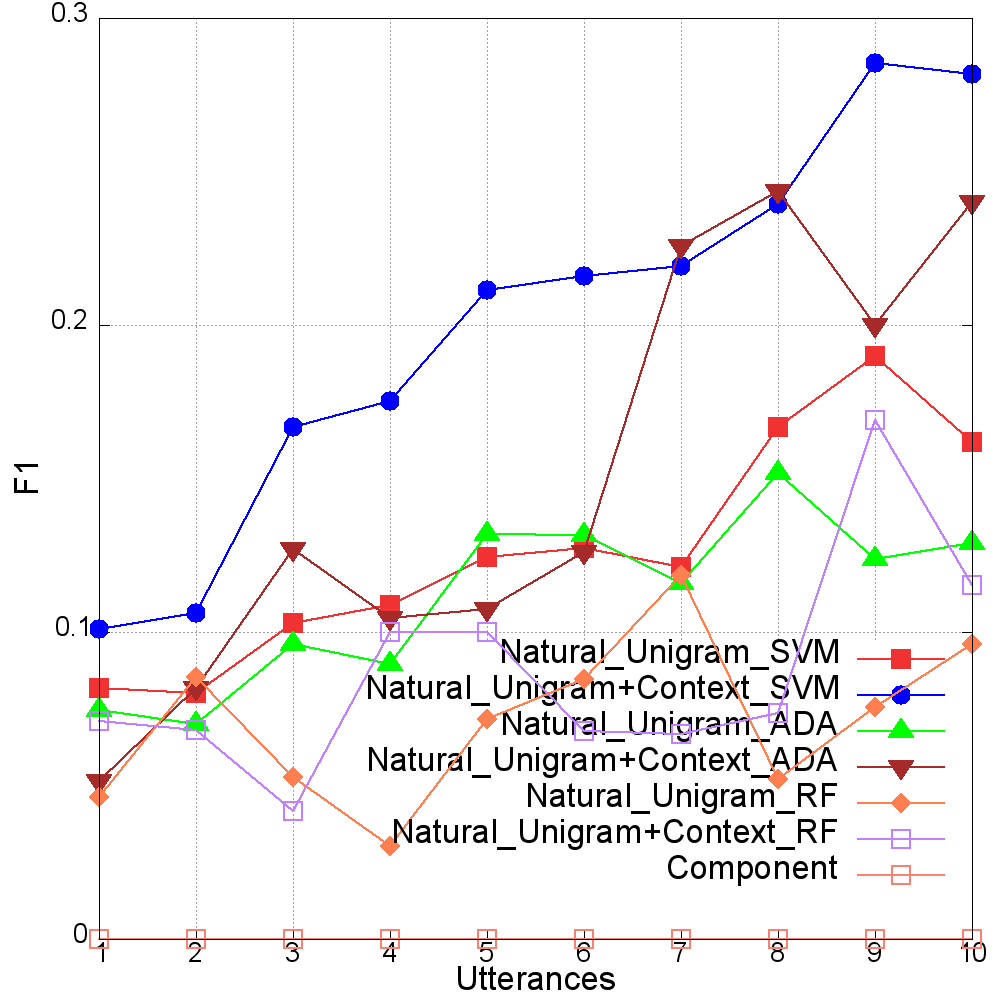 0.3
0.2
F1
0.1
Natural_Unigram_SVM
Natural_Unigram+Context_SVM
Natural_Unigram_ADA
Natural_Unigram+Context_ADA
Natural_Unigram_RF
Natural_Unigram+Context_RF
Component
0
1 2 3 4 5 6 7 8 9 10
Utterances